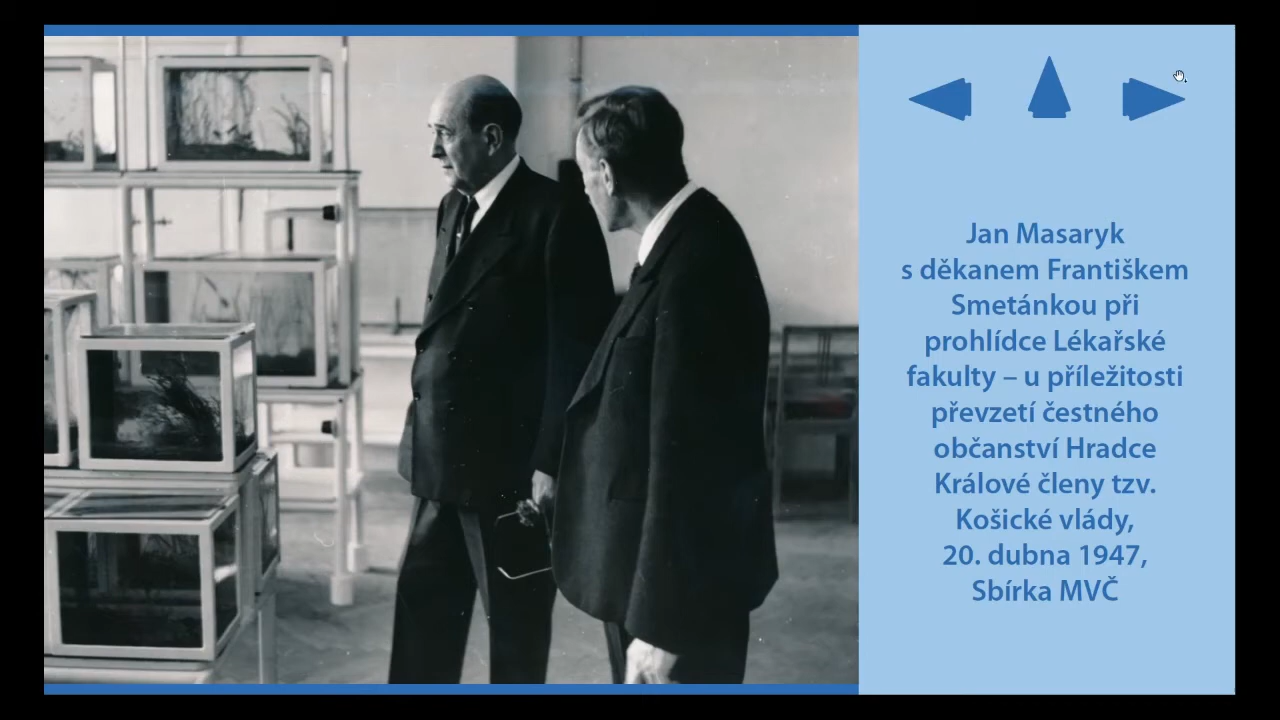 Jan Masaryk
s děkanem Františkem
Smetánkou při
prohlídce Lékařské
fakulty – u příležitosti
převzetí čestného
občanství Hradce
Králové členy tzv.
Košické vlády,
20. dubna 1947,
Sbírka MVČ